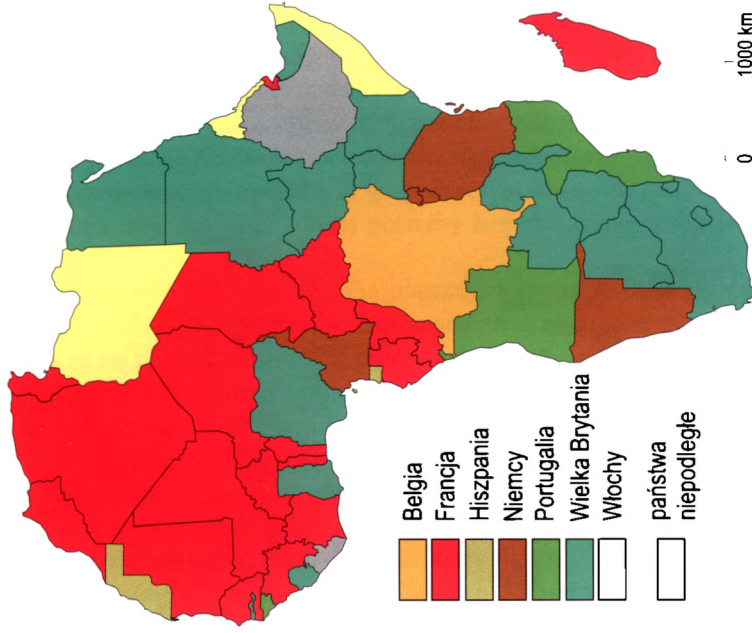 0
1000 km
Belgia
Francja
Hiszpania
Niemcy
Portugalia
Wielka Brytania
Włochy
państwa
niepodległe